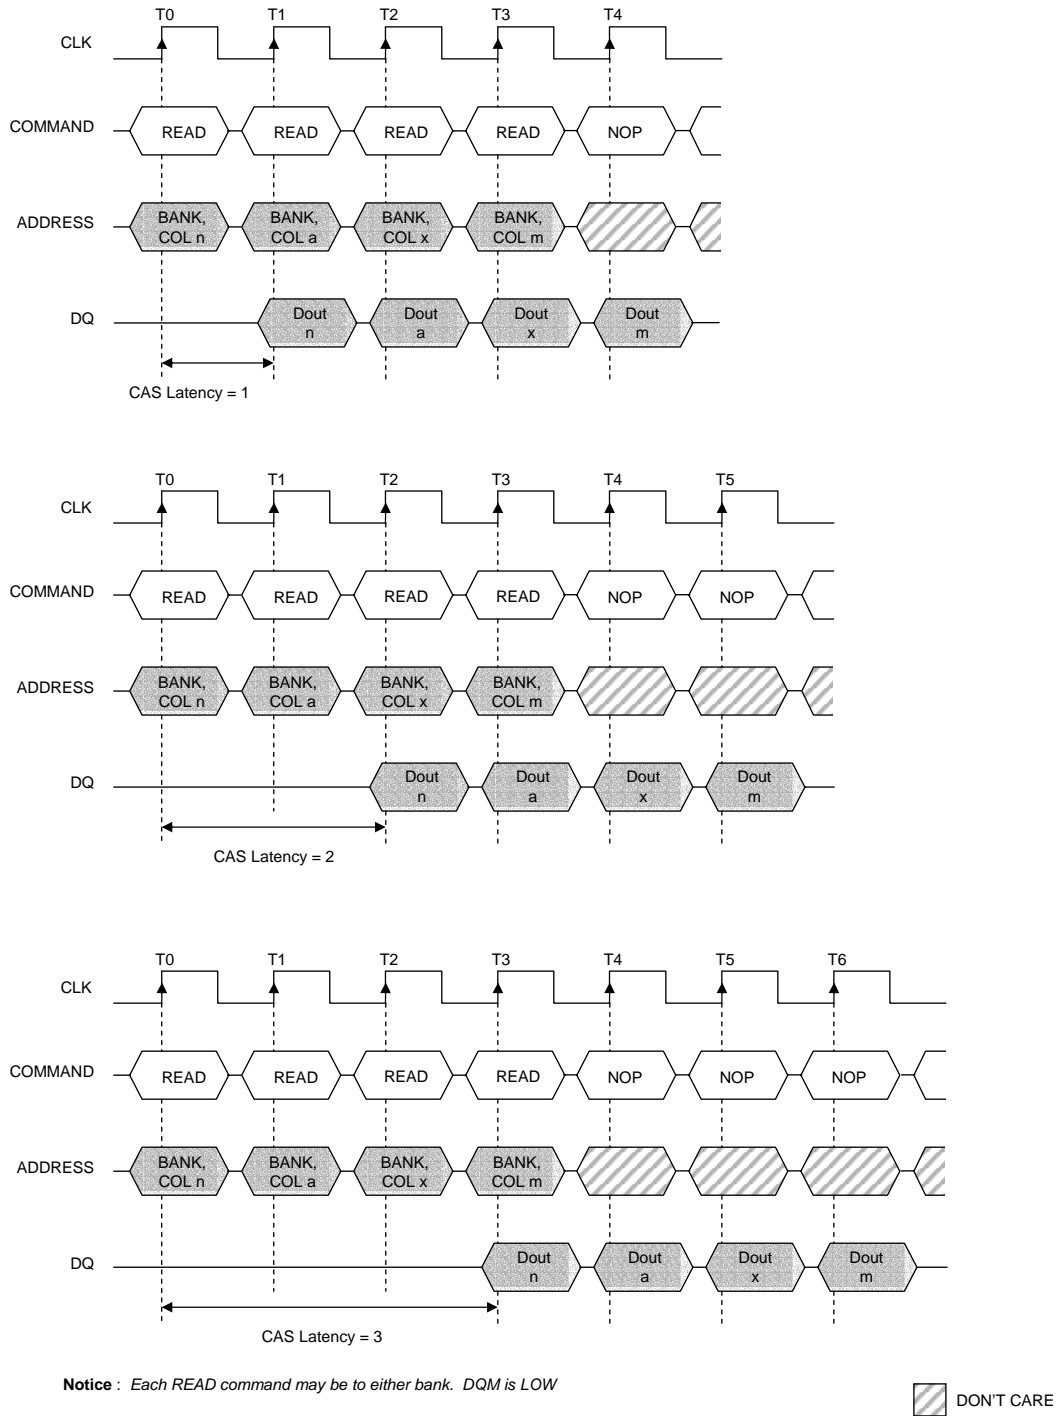 T0 T1 T2 T3 T4
CLK
COMMAND READ READ READ READ NOP
ADDRESS BANK, COL n BANK, COL a BANK, COL x BANK, COL m
DQ Dout n Dout a Dout x Dout m
CAS Latency = 1
T0 T1 T2 T3 T4 T5
CLK
COMMAND READ READ READ READ NOP NOP
ADDRESS BANK, COL n BANK, COL a BANK, COL x BANK, COL m
DQ Dout n Dout a Dout x Dout m
CAS Latency = 2
T0 T1 T2 T3 T4 T5 T6
CLK
COMMAND READ READ READ READ NOP NOP NOP
ADDRESS BANK, COL n BANK, COL a BANK, COL x BANK, COL m
DQ Dout n Dout a Dout x Dout m
CAS Latency = 3
Notice : Each READ command may be to either bank. DQM is LOW
DON'T CARE